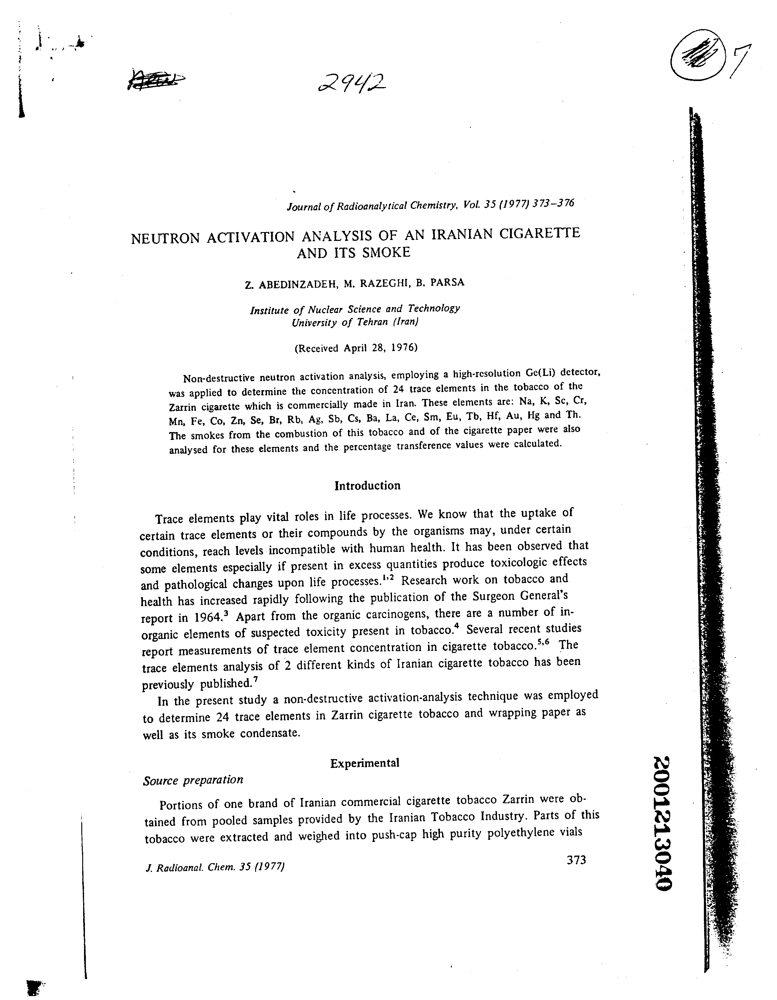 2942
7
Journal of Radioanalytical Chemistry, Vol. 35 (1977) 373–376
NEUTRON ACTIVATION ANALYSIS OF AN IRANIAN CIGARETTE
AND ITS SMOKE
Z. ABEDINZADEH, M. RAZEGHI, B. PARSA
Institute of Nuclear Science and Technology
University of Tehran (Iran)
(Received April 28, 1976)
Non-destructive neutron activation analysis, employing a high-resolution Ge(Li) detector,
was applied to determine the concentration of 24 trace elements in the tobacco of the
Zarrin cigarette which is commercially made in Iran. These elements are: Na, K, Sc, Cr,
Mn, Fe, Co, Zn, Se, Br, Rb, Ag, Sb, Cs, Ba, La, Ce, Sm, Eu, Tb, Hf, Au, Hg and Th.
The smokes from the combustion of this tobacco and of the cigarette paper were also
analysed for these elements and the percentage transference values were calculated.
Introduction
Trace elements play vital roles in life processes. We know that the uptake of
certain trace elements or their compounds by the organisms may, under certain
conditions, reach levels incompatible with human health. It has been observed that
some elements especially if present in excess quantities produce toxicologic effects
and pathological changes upon life processes.1,2 Research work on tobacco and
health has increased rapidly following the publication of the Surgeon General's
report in 1964.3 Apart from the organic carcinogens, there are a number of in-
organic elements of suspected toxicity present in tobacco.4 Several recent studies
report measurements of trace element concentration in cigarette tobacco.5,6 The
trace elements analysis of 2 different kinds of Iranian cigarette tobacco has been
previously published.7
In the present study a non-destructive activation-analysis technique was employed
to determine 24 trace elements in Zarrin cigarette tobacco and wrapping paper as
well as its smoke condensate.
Experimental
Source preparation
Portions of one brand of Iranian commercial cigarette tobacco Zarrin were ob-
tained from pooled samples provided by the Iranian Tobacco Industry. Parts of this
tobacco were extracted and weighed into push-cap high purity polyethylene vials
J. Radioanal. Chem. 35 (1977)
373
2001213040